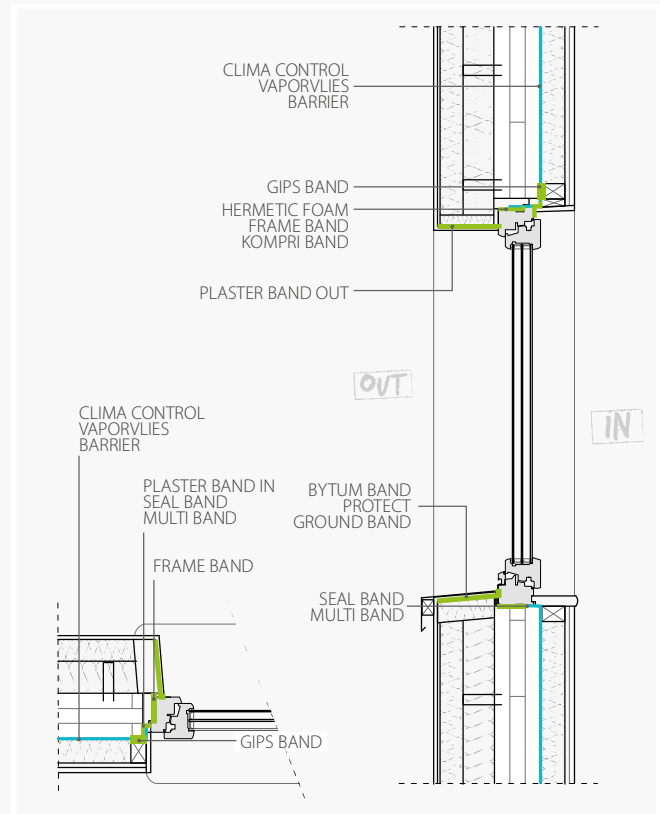 CLIMA CONTROL
VAPORVLIES
BARRIER
GIPS BAND
HERMETIC FOAM
FRAME BAND
KOMPRI BAND
PLASTER BAND OUT
OUT
IN
CLIMA CONTROL
VAPORVLIES
BARRIER
PLASTER BAND IN
SEAL BAND
MULTI BAND
FRAME BAND
BYTUM BAND
PROTECT
GROUND BAND
SEAL BAND
MULTI BAND
GIPS BAND